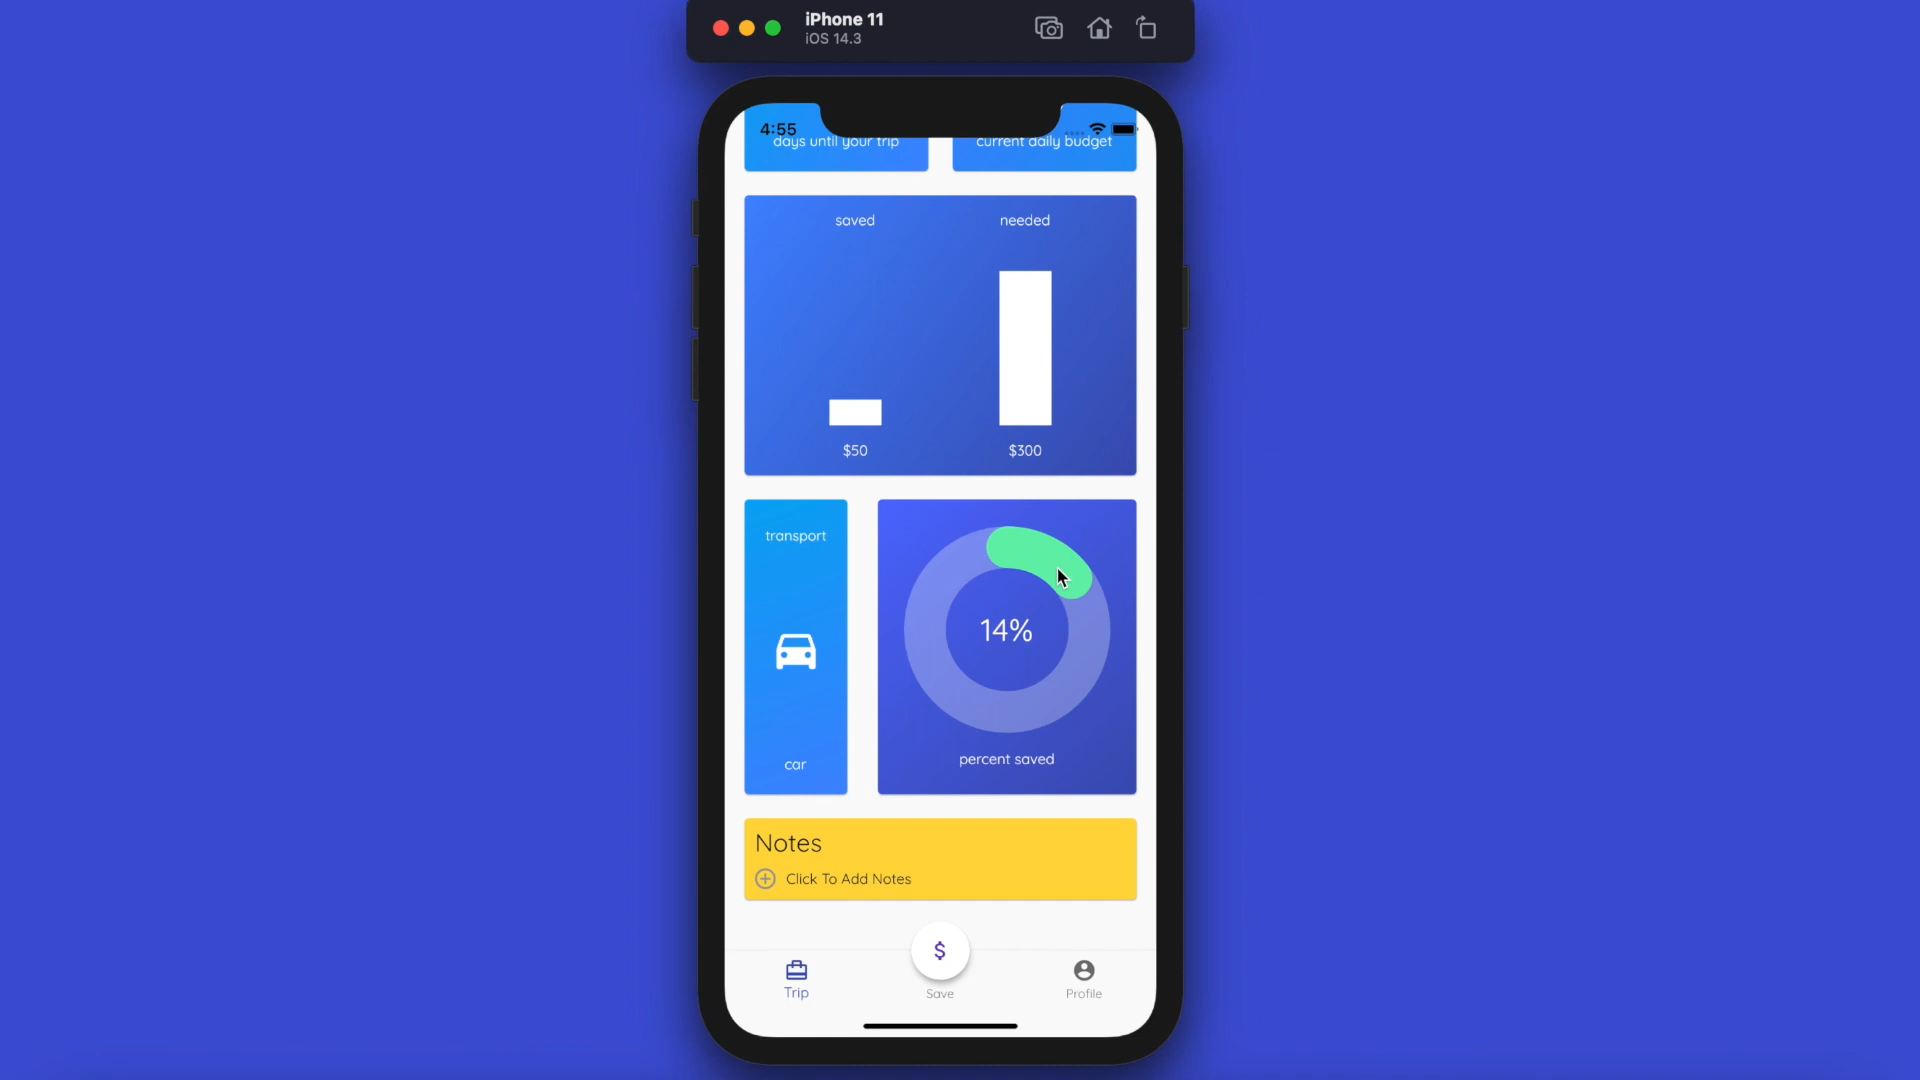 iPhone 11
iOS 14.3
4:55
days until your trip
current daily budget
saved
needed
$50
$300
transport
car
14%
percent saved
Notes
Click To Add Notes
$
Trip
Save
Profile